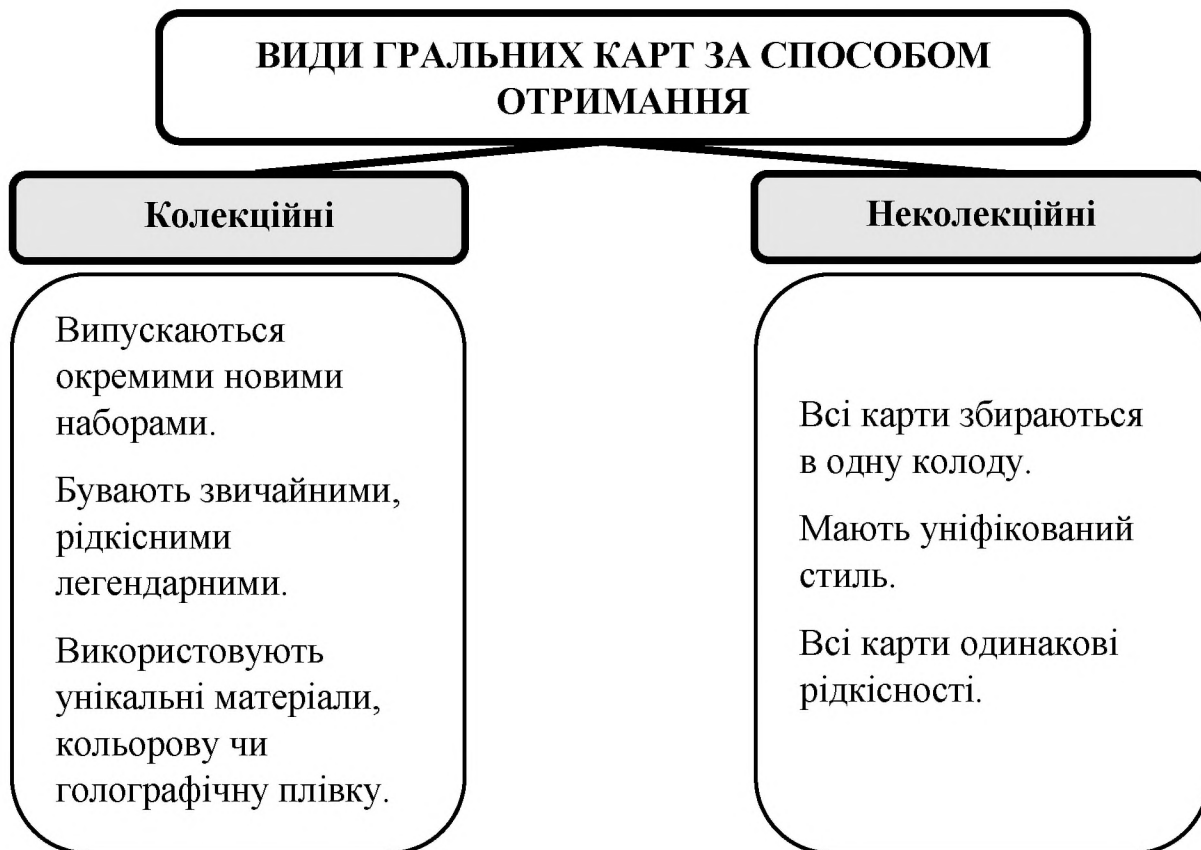 ВИДИ ГРАЛЬНИХ КАРТ ЗА СПОСОБОМ
ОТРИМАННЯ
Колекційні
Випускаються
окремими новими
наборами.
Бувають звичайними,
рідкісними
легендарними.
Використовують
унікальні матеріали,
кольорову чи
голографічну плівку.
Неколекційні
Всі карти збираються
в одну колоду.
Мають уніфікований
стиль.
Всі карти одинакові
рідкісності.